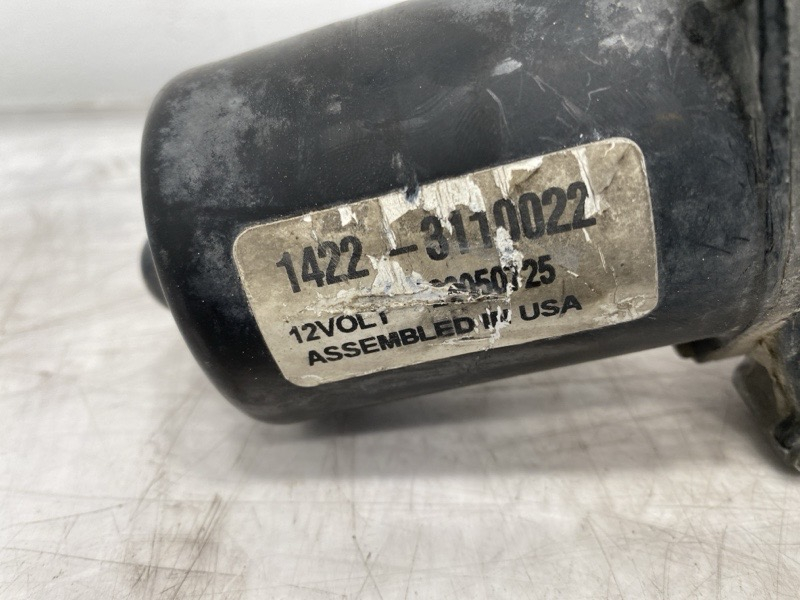 1422-3110022
12VOLT
ASSEMBLED IN USA